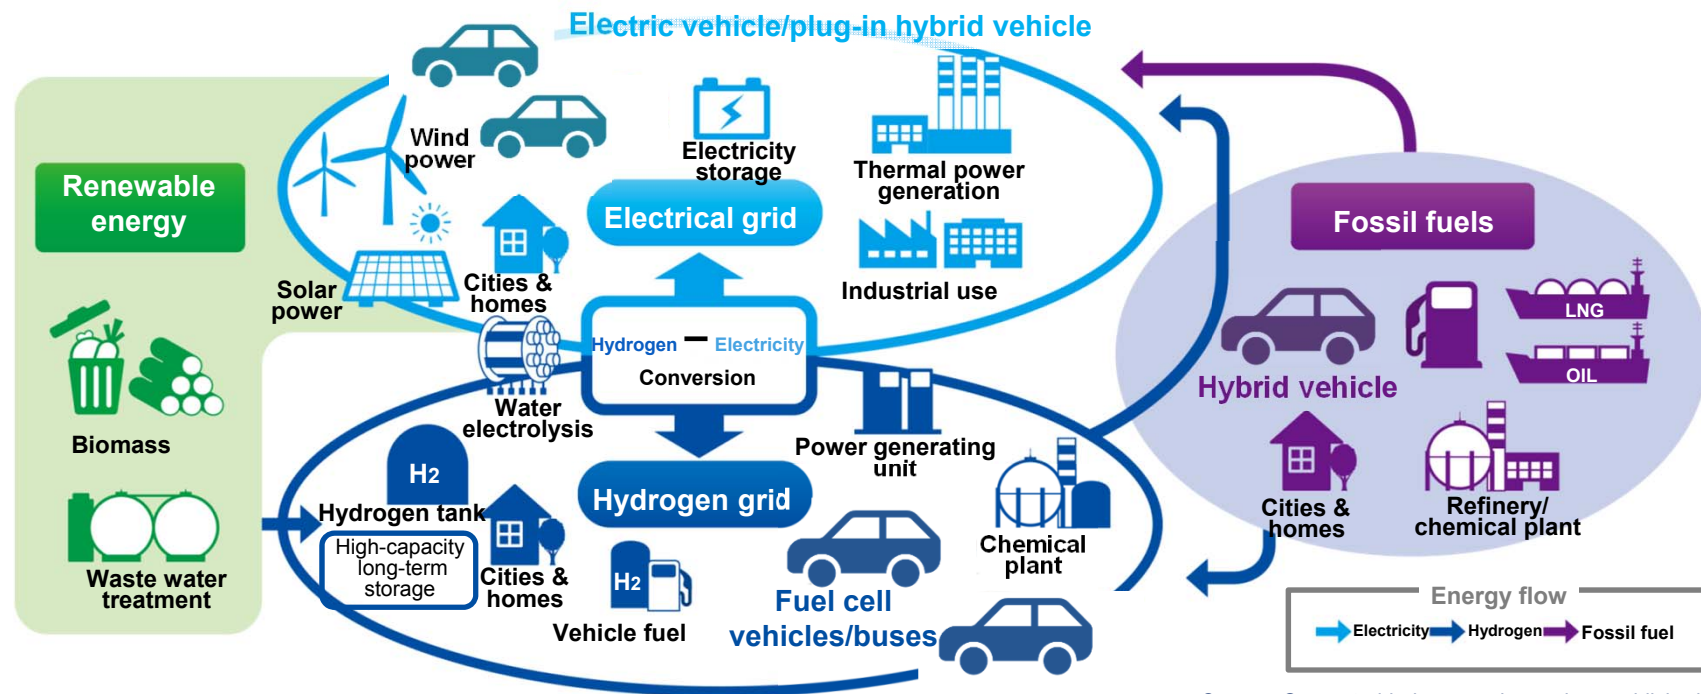 Electric vehicle/plug-in hybrid vehicle
Wind
power
Electricity
storage
Thermal power
generation
Renewable
energy
Electrical grid
Fossil fuels
Solar
power
Cities &
homes
Industrial use
LNG
Hydrogen – Electricity
Conversion
OIL
Hybrid vehicle
Water
electrolysis
Biomass
Power generating
unit
H2
Hydrogen grid
Hydrogen tank
High-capacity
long-term
storage
Cities &
homes
H2
Vehicle fuel
Chemical
plant
Cities &
homes
Refinery/
chemical plant
Waste water
treatment
Fuel cell
vehicles/buses
Energy flow
Electricity
Hydrogen
Fossil fuel